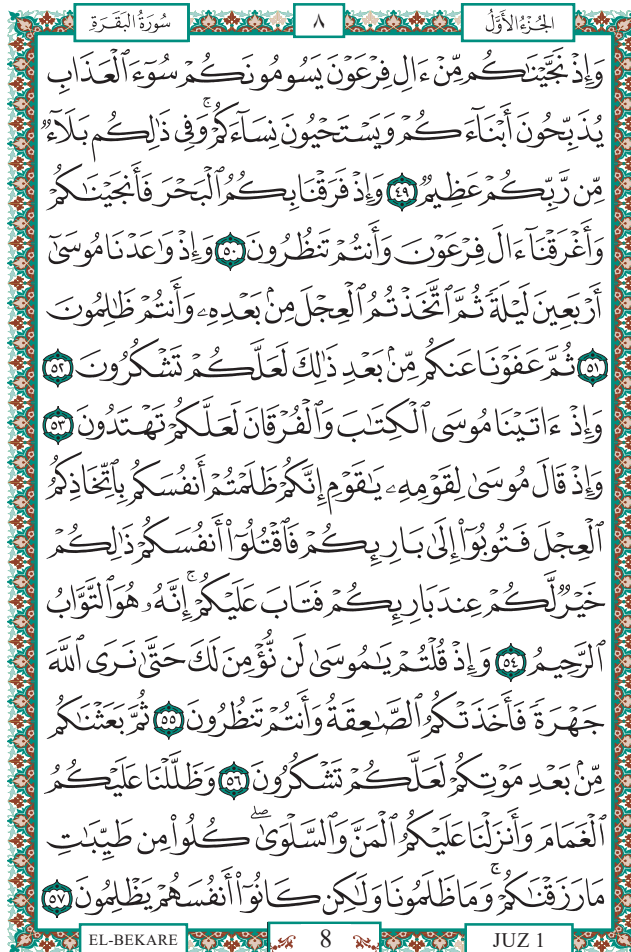 سُورَةُ البَقَـرَةِ ٨ الجُزْءُ الأَوَّلُ
وَإِذْ نَجَّيْنَٰكُم مِّنْ ءَالِ فِرْعَوْنَ يَسُومُونَكُمْ سُوٓءَ ٱلْعَذَابِ
يُذَبِّحُونَ أَبْنَآءَكُمْ وَيَسْتَحْيُونَ نِسَآءَكُمْ ۚ وَفِى ذَٰلِكُم بَلَآءٌ
مِّن رَّبِّكُمْ عَظِيمٌ ٤٩ وَإِذْ فَرَقْنَا بِكُمُ ٱلْبَحْرَ فَأَنجَيْنَٰكُمْ
وَأَغْرَقْنَآ ءَالَ فِرْعَوْنَ وَأَنتُمْ تَنظُرُونَ ٥٠ وَإِذْ وَٰعَدْنَا مُوسَىٰٓ
أَرْبَعِينَ لَيْلَةً ثُمَّ ٱتَّخَذْتُمُ ٱلْعِجْلَ مِنۢ بَعْدِهِۦ وَأَنتُمْ ظَٰلِمُونَ
٥١ ثُمَّ عَفَوْنَا عَنكُم مِّنۢ بَعْدِ ذَٰلِكَ لَعَلَّكُمْ تَشْكُرُونَ ٥٢
وَإِذْ ءَاتَيْنَا مُوسَى ٱلْكِتَٰبَ وَٱلْفُرْقَانَ لَعَلَّكُمْ تَهْتَدُونَ ٥٣
وَإِذْ قَالَ مُوسَىٰ لِقَوْمِهِۦ يَٰقَوْمِ إِنَّكُمْ ظَلَمْتُمْ أَنفُسَكُم بِٱتِّخَاذِكُمُ
ٱلْعِجْلَ فَتُوبُوٓا۟ إِلَىٰ بَارِئِكُمْ فَٱقْتُلُوٓا۟ أَنفُسَكُمْ ذَٰلِكُمْ
خَيْرٌ لَّكُمْ عِندَ بَارِئِكُمْ فَتَابَ عَلَيْكُمْ ۚ إِنَّهُۥ هُوَ ٱلتَّوَّابُ
ٱلرَّحِيمُ ٥٤ وَإِذْ قُلْتُمْ يَٰمُوسَىٰ لَن نُّؤْمِنَ لَكَ حَتَّىٰ نَرَى ٱللَّهَ
جَهْرَةً فَأَخَذَتْكُمُ ٱلصَّٰعِقَةُ وَأَنتُمْ تَنظُرُونَ ٥٥ ثُمَّ بَعَثْنَٰكُم
مِّنۢ بَعْدِ مَوْتِكُمْ لَعَلَّكُمْ تَشْكُرُونَ ٥٦ وَظَلَّلْنَا عَلَيْكُمُ
ٱلْغَمَامَ وَأَنزَلْنَا عَلَيْكُمُ ٱلْمَنَّ وَٱلسَّلْوَىٰ ۖ كُلُوا۟ مِن طَيِّبَٰتِ
مَا رَزَقْنَٰكُمْ ۚ وَمَا ظَلَمُونَا وَلَٰكِن كَانُوٓا۟ أَنفُسَهُمْ يَظْلِمُونَ ٥٧
EL-BEKARE 8 JUZ 1